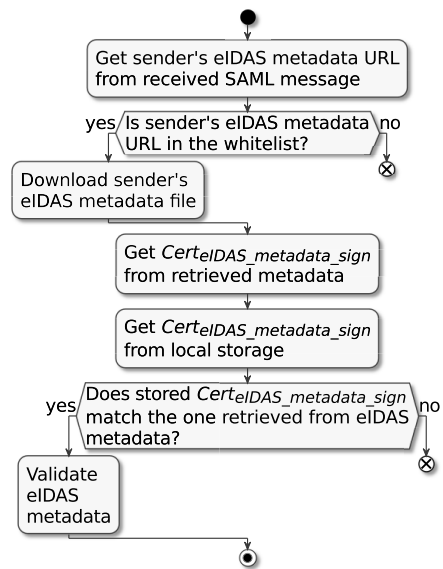 Get sender's eIDAS metadata URL
from received SAML message
yes
Is sender's eIDAS metadata
URL in the whitelist?
no
Download sender's
eIDAS metadata file
Get CerteIDAS_metadata_sign
from retrieved metadata
Get CerteIDAS_metadata_sign
from local storage
yes
Does stored CerteIDAS_metadata_sign
match the one retrieved from eIDAS
metadata?
no
Validate
eIDAS
metadata